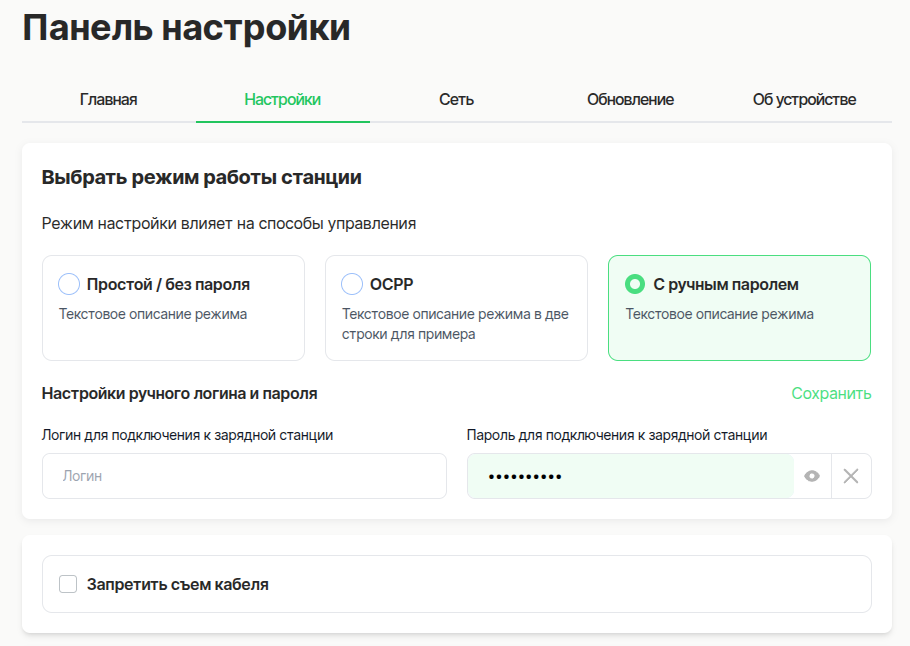 Панель настройки
Главная
Настройки
Сеть
Обновление
Об устройстве
Выбрать режим работы станции
Режим настройки влияет на способы управления
Простой / без пароля
Текстовое описание режима
OCPP
Текстовое описание режима в две
строки для примера
С ручным паролем
Текстовое описание режима
Настройки ручного логина и пароля
Сохранить
Логин для подключения к зарядной станции
Логин
Пароль для подключения к зарядной станции
••••••••••
Запретить съем кабеля